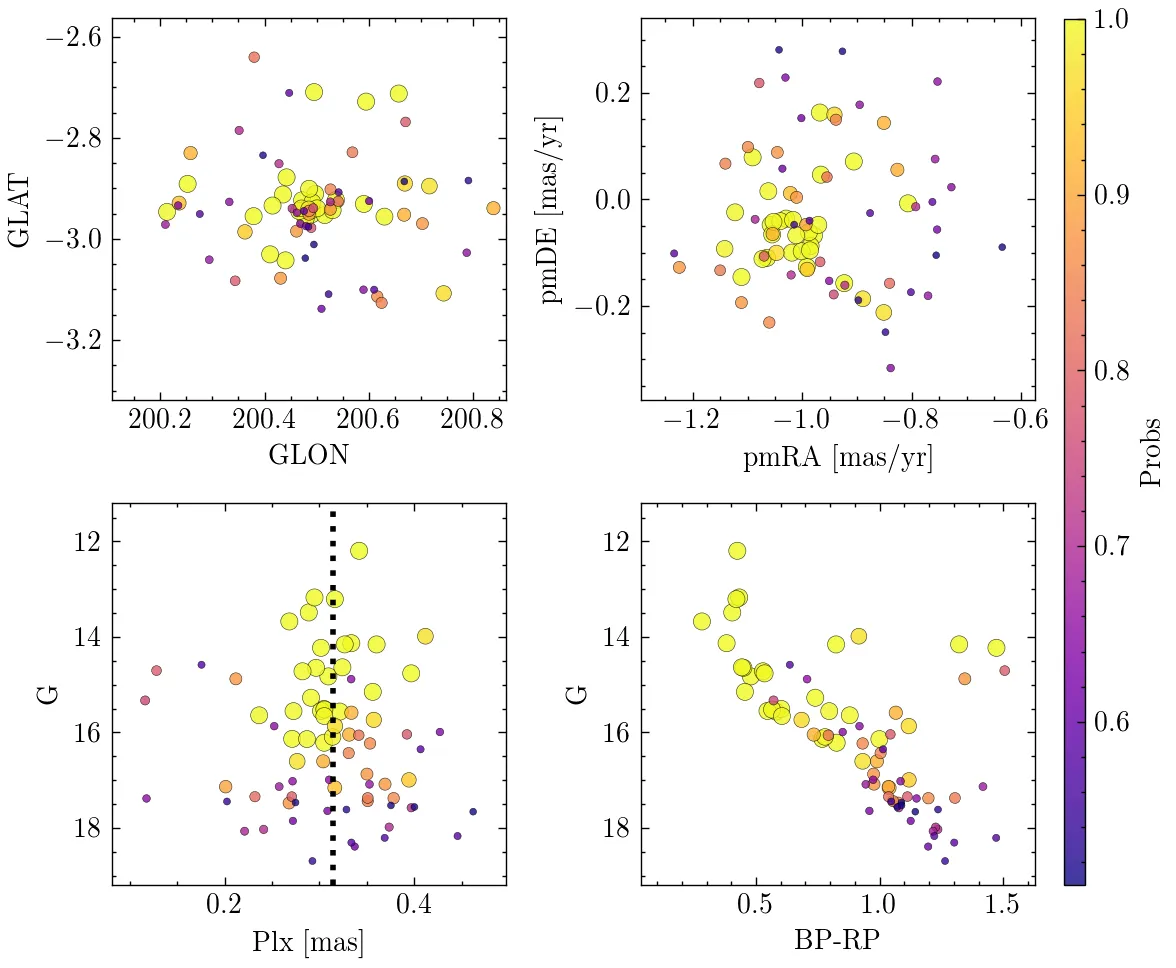 −2.6
−2.8
−3.0
−3.2
GLAT
200.2 200.4 200.6 200.8
GLON
0.2
0.0
−0.2
pmDE [mas/yr]
−1.2 −1.0 −0.8 −0.6
pmRA [mas/yr]
1.0
0.9
0.8
0.7
0.6
Probs
12
14
16
18
G
0.2 0.4
Plx [mas]
12
14
16
18
G
0.5 1.0 1.5
BP-RP